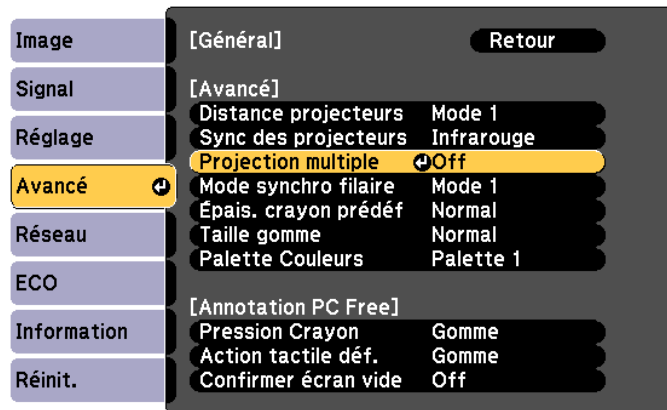 Image
Signal
Réglage
Avancé
Réseau
ECO
Information
Réinit.
[Général] Retour
[Avancé]
Distance projecteurs Mode 1
Sync des projecteurs Infrarouge
Projection multiple Off
Mode synchro filaire Mode 1
Épais. crayon prédéf Normal
Taille gomme Normal
Palette Couleurs Palette 1
[Annotation PC Free]
Pression Crayon Gomme
Action tactile déf. Gomme
Confirmer écran vide Off